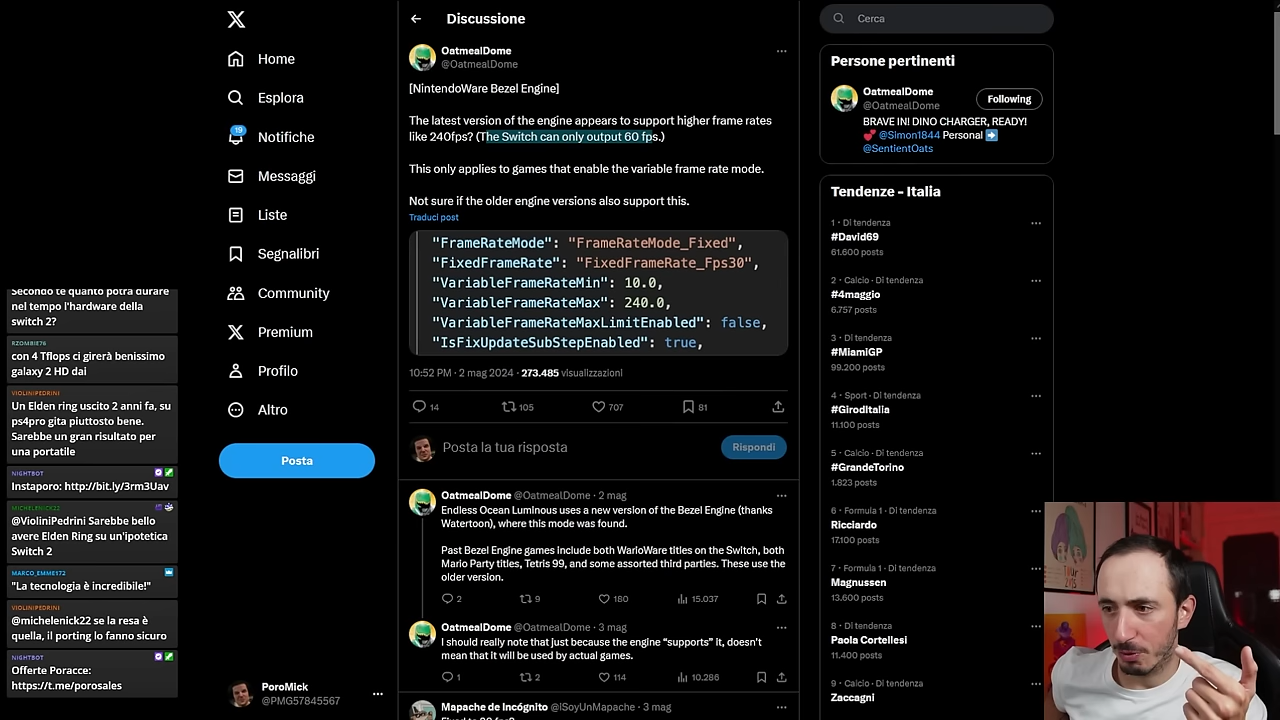 Home
Esplora
19
Notifiche
Messaggi
Liste
Segnalibri
Community
Premium
Profilo
Altro
Posta
PoroMick
@PMG57845567
Secondo te quanto potrà durare
nel tempo l'hardware della
switch 2?
RZOMBIE76
con 4 Tflops ci girerà benissimo
galaxy 2 HD dai
VIOLINIPEDRINI
Un Elden ring uscito 2 anni fa, su
ps4pro gita piuttosto bene.
Sarebbe un gran risultato per
una portatile
NIGHTBOT
Instaporo: http://bit.ly/3rm3Uav
MICHELENICK22
@VioliniPedrini Sarebbe bello
avere Elden Ring su un'ipotetica
Switch 2
MARCO_EMME172
"La tecnologia è incredibile!"
VIOLINIPEDRINI
@michelenick22 se la resa è
quella, il porting lo fanno sicuro
NIGHTBOT
Offerte Poracce:
https://t.me/porosales
Discussione
OatmealDome
@OatmealDome
[NintendoWare Bezel Engine]
The latest version of the engine appears to support higher frame rates
like 240fps? (The Switch can only output 60 fps.)
This only applies to games that enable the variable frame rate mode.
Not sure if the older engine versions also support this.
Traduci post
"FrameRateMode": "FrameRateMode_Fixed",
"FixedFrameRate": "FixedFrameRate_Fps30",
"VariableFrameRateMin": 10.0,
"VariableFrameRateMax": 240.0,
"VariableFrameRateMaxLimitEnabled": false,
"IsFixUpdateSubStepEnabled": true,
10:52 PM · 2 mag 2024 · 273.485 visualizzazioni
14 105 707 81
Posta la tua risposta
Rispondi
OatmealDome @OatmealDome · 2 mag
Endless Ocean Luminous uses a new version of the Bezel Engine (thanks
Watertoon), where this mode was found.
Past Bezel Engine games include both WarioWare titles on the Switch, both
Mario Party titles, Tetris 99, and some assorted third parties. These use the
older version.
2 9 180 15.037
OatmealDome @OatmealDome · 3 mag
I should really note that just because the engine “supports” it, doesn’t
mean that it will be used by actual games.
1 2 114 10.286
Mapache de Incógnito @ISoyUnMapache · 3 mag
Cerca
Persone pertinenti
OatmealDome
@OatmealDome
Following
BRAVE IN! DINO CHARGER, READY!
@Simon1844 Personal
@SentientOats
Tendenze - Italia
1 · Di tendenza
#David69
61.600 posts
2 · Calcio · Di tendenza
#4maggio
6.757 posts
3 · Di tendenza
#MiamiGP
99.200 posts
4 · Sport · Di tendenza
#GirodItalia
11.100 posts
5 · Calcio · Di tendenza
#GrandeTorino
1.823 posts
6 · Formula 1 · Di tendenza
Ricciardo
17.100 posts
7 · Formula 1 · Di tendenza
Magnussen
13.600 posts
8 · Di tendenza
Paola Cortellesi
11.400 posts
9 · Calcio · Di tendenza
Zaccagni